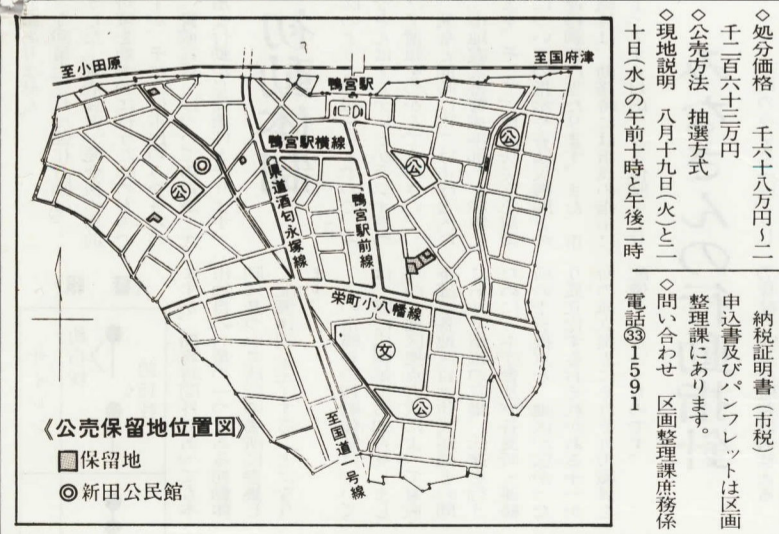 ◇処分価格　千六十八万円〜二
千二百六十三万円
◇公売方法　抽選方式
◇現地説明　八月十九日(火)と二
十日(水)の午前十時と午後二時
納税証明書(市税)
申込書及びパンフレットは区画
整理課にあります。
◇問い合わせ　区画整理課庶務係
電話㉝1591
至小田原
至国府津
鴨宮駅
鴨宮駅横線
県道酒匂永塚線
鴨宮駅前線
公
公
公
栄町小八幡線
文
公
至国道一号線
《公売保留地位置図》
保留地
◎新田公民館